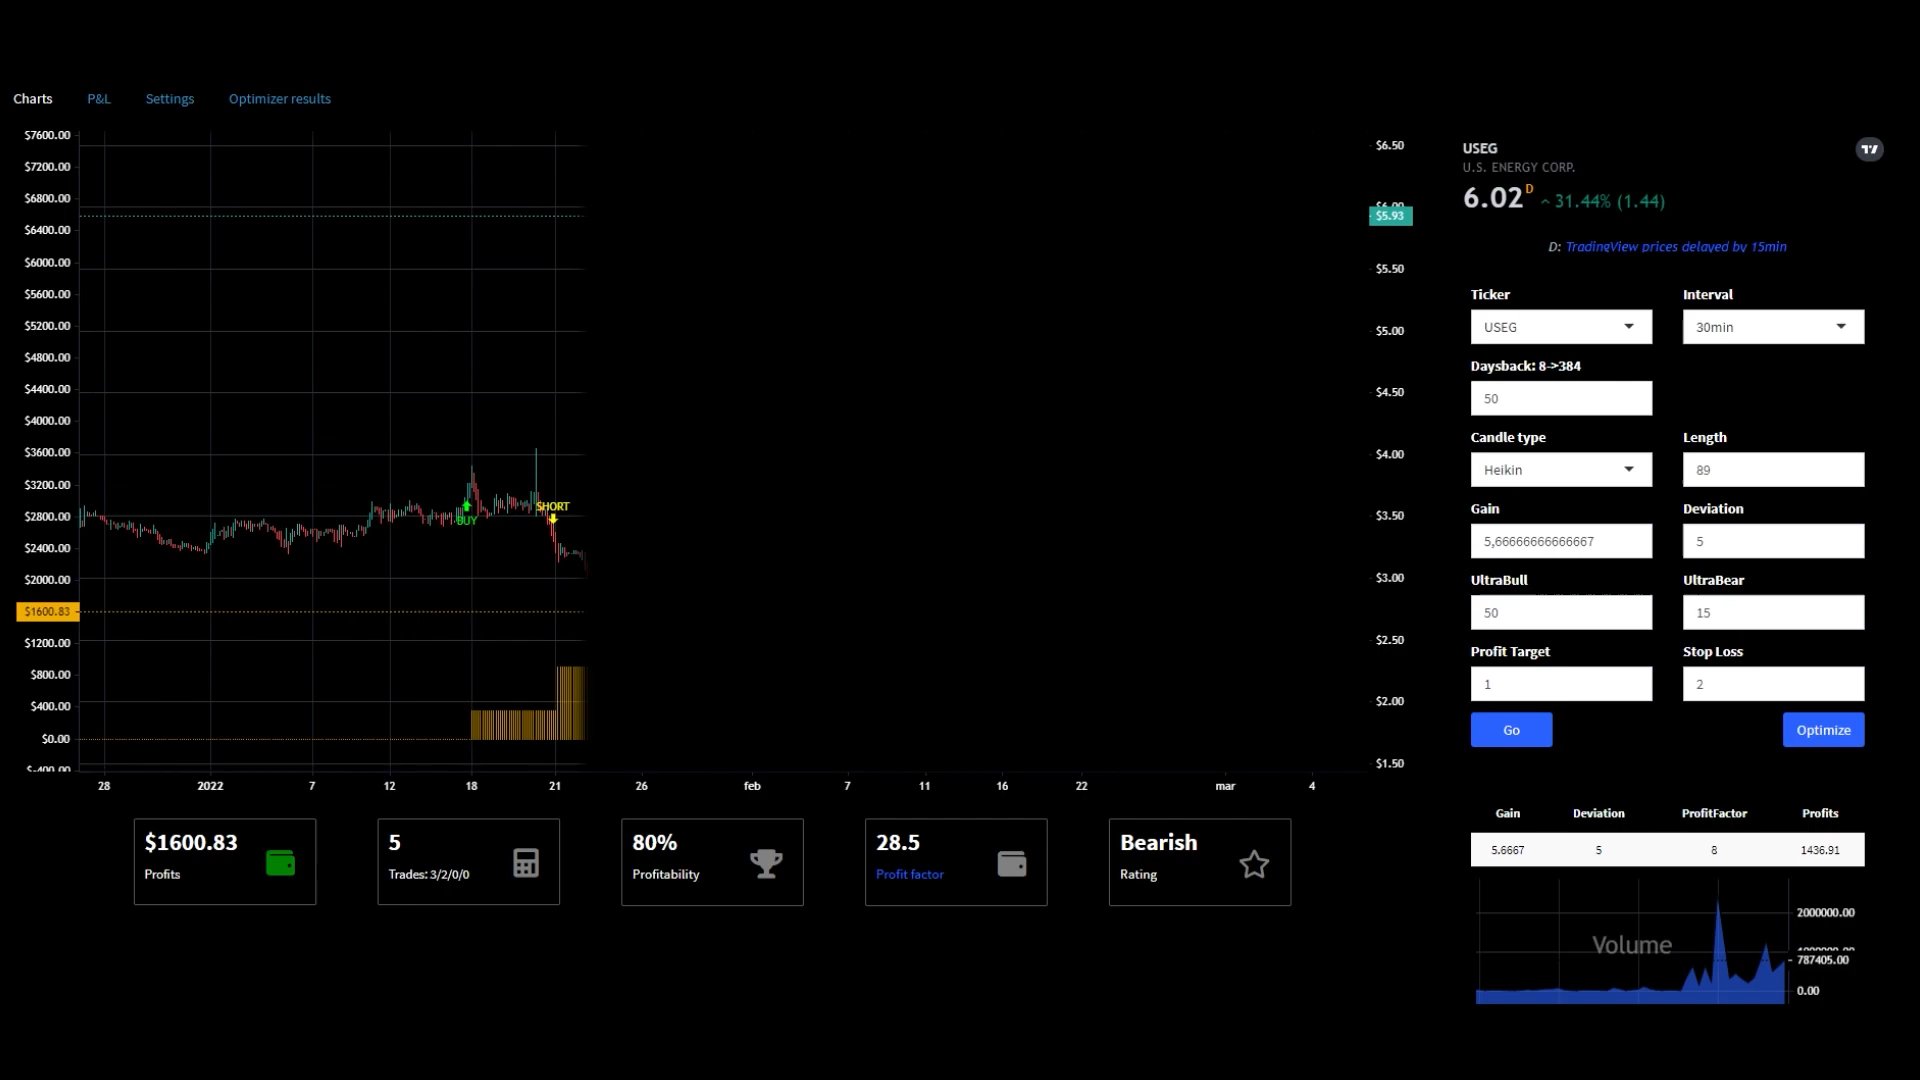 Charts P&L Settings Optimizer results
$7600.00
$7200.00
$6800.00
$6400.00
$6000.00
$5600.00
$5200.00
$4800.00
$4400.00
$4000.00
$3600.00
$3200.00
$2800.00
$2400.00
$2000.00
$1600.83
$1200.00
$800.00
$400.00
$0.00
$-400.00
BUY
SHORT
28 2022 7 12 18 21 26 feb 7 11 16 22 mar 4
$6.50
$6.00
$5.93
$5.50
$5.00
$4.50
$4.00
$3.50
$3.00
$2.50
$2.00
$1.50
USEG
U.S. ENERGY CORP.
6.02 D 31.44% (1.44)
D: TradingView prices delayed by 15min
Ticker Interval
USEG 30min
Daysback: 8->384
50
Candle type Length
Heikin 89
Gain Deviation
5,66666666666667 5
UltraBull UltraBear
50 15
Profit Target Stop Loss
1 2
Go Optimize
Gain Deviation ProfitFactor Profits
5.6667 5 8 1436.91
Volume
2000000.00
1000000.00
787405.00
0.00
$1600.83
Profits
5
Trades: 3/2/0/0
80%
Profitability
28.5
Profit factor
Bearish
Rating